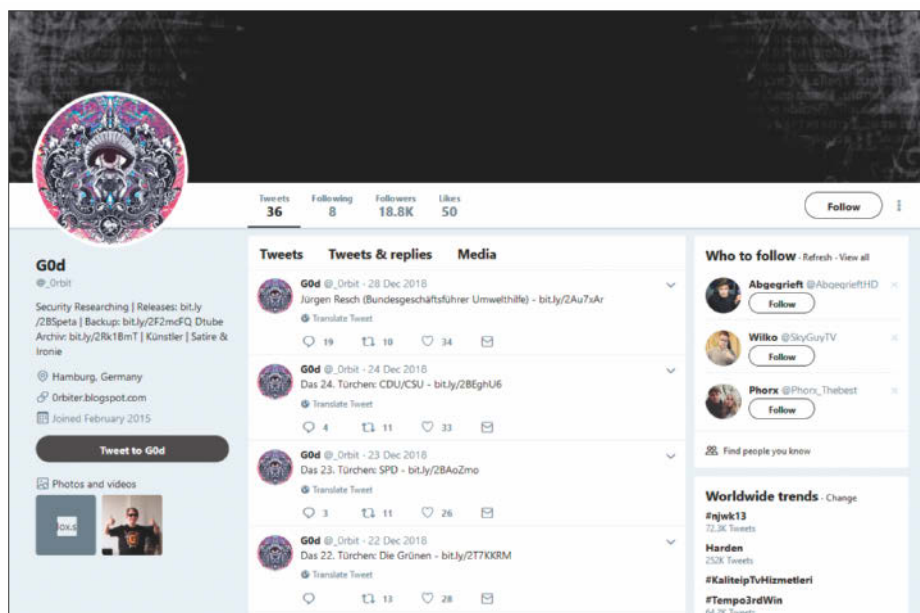 Tweets Following Followers Likes
36 8 18.8K 50
Follow
G0d
@_0rbit
Security Researching | Releases: bit.ly
/2BSpeta | Backup: bit.ly/2F2mcFQ Dtube
Archiv: bit.ly/2Rk1BmT | Künstler | Satire &
Ironie
Hamburg, Germany
0rbiter.blogspot.com
Joined February 2015
Tweet to G0d
Photos and videos
Tweets Tweets & replies Media
G0d @_0rbit · 28 Dec 2018
Jürgen Resch (Bundesgeschäftsführer Umwelthilfe) - bit.ly/2Au7xAr
Translate Tweet
19 10 34
G0d @_0rbit · 24 Dec 2018
Das 24. Türchen: CDU/CSU - bit.ly/2BEghU6
Translate Tweet
4 11 33
G0d @_0rbit · 23 Dec 2018
Das 23. Türchen: SPD - bit.ly/2BAoZmo
Translate Tweet
3 11 26
G0d @_0rbit · 22 Dec 2018
Das 22. Türchen: Die Grünen - bit.ly/2T7KKRM
Translate Tweet
13 28
Who to follow · Refresh · View all
Abgegrieft @AbgegrieftHD
Follow
Wilko @SkyGuyTV
Follow
Phorx @Phorx_Thebest
Follow
Find people you know
Worldwide trends · Change
#njwk13
72.3K Tweets
Harden
252K Tweets
#KaliteipTvHizmetleri
#Tempo3rdWin